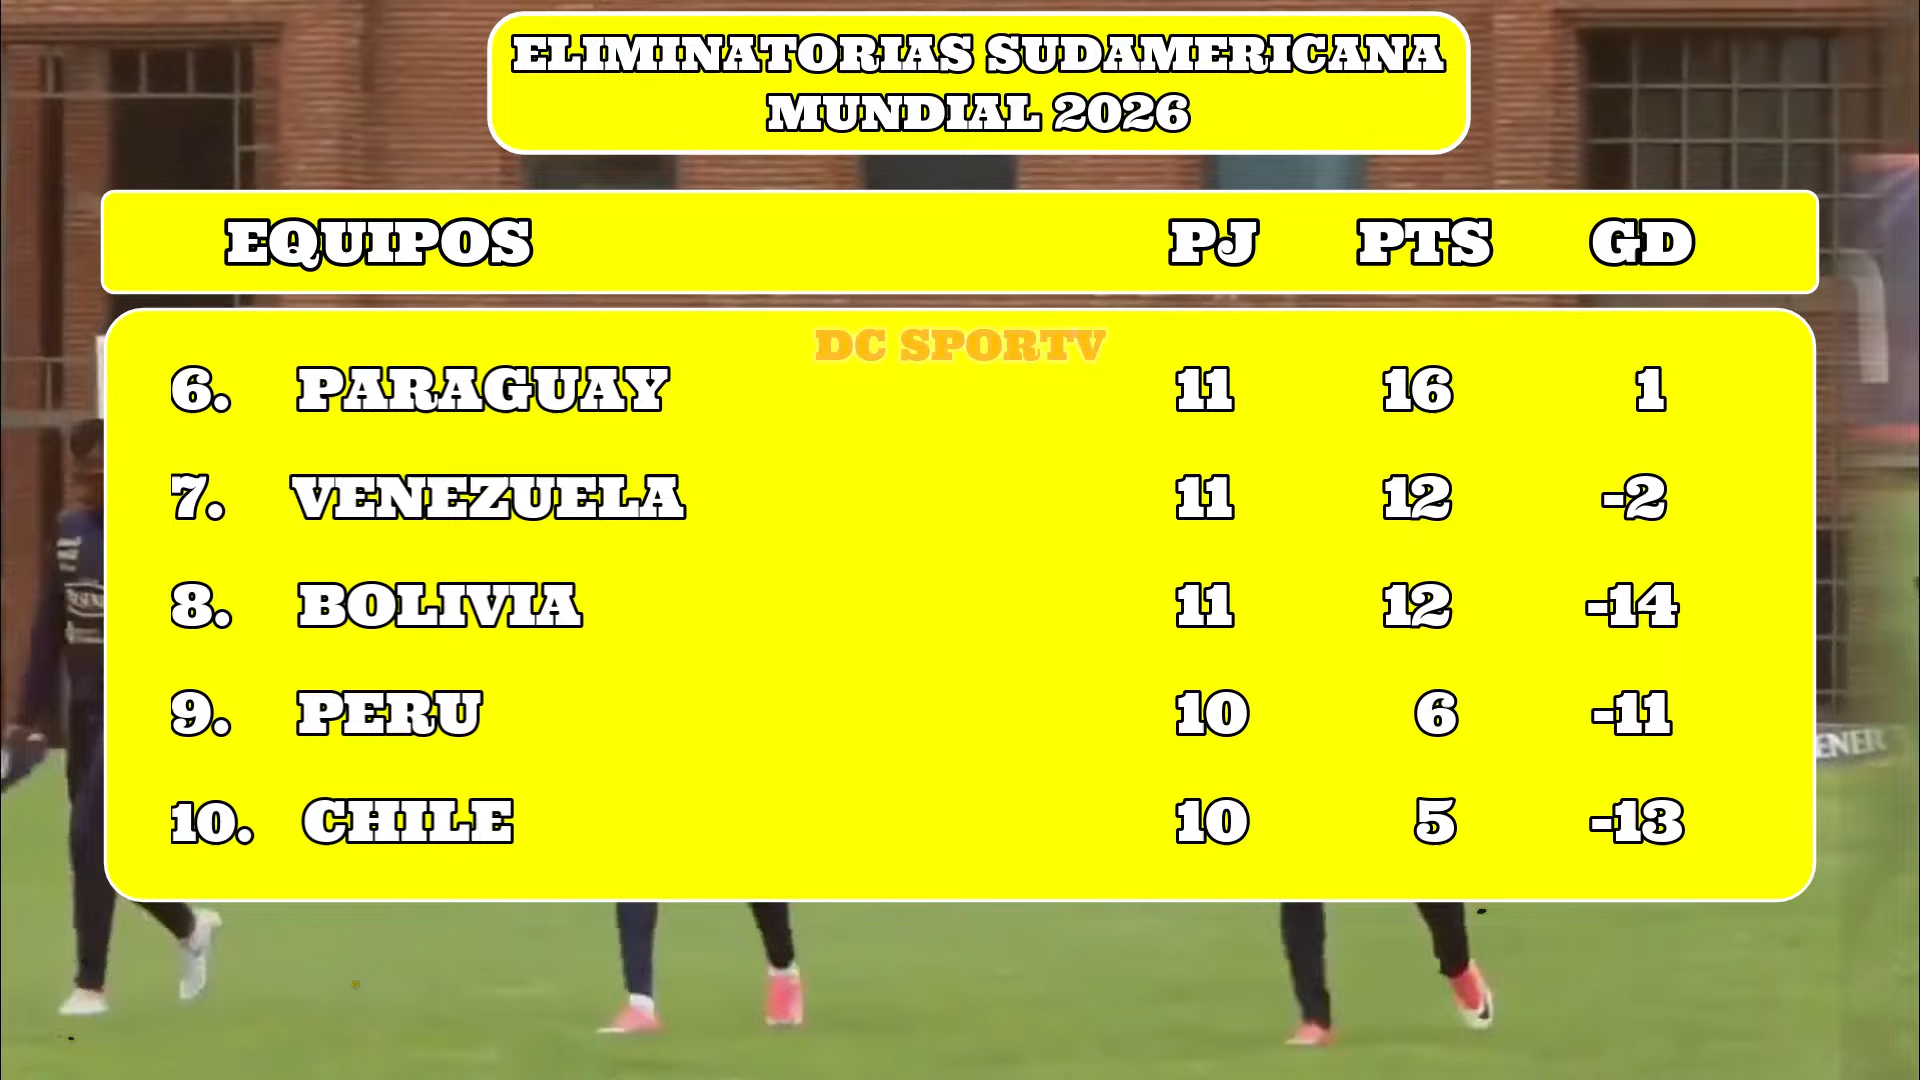 ELIMINATORIAS SUDAMERICANA
MUNDIAL 2026
EQUIPOS PJ PTS GD
DC SPORTV
6. PARAGUAY 11 16 1
7. VENEZUELA 11 12 -2
8. BOLIVIA 11 12 -14
9. PERU 10 6 -11
10. CHILE 10 5 -13